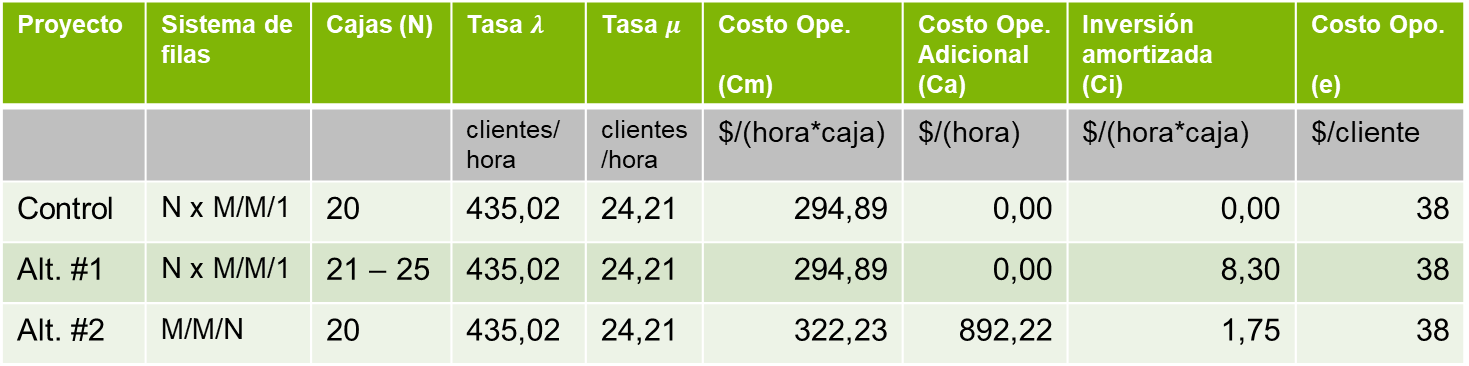 Proyecto Sistema de filas Cajas (N) Tasa 𝜆 Tasa 𝜇 Costo Ope. (Cm) Costo Ope. Adicional (Ca) Inversión amortizada (Ci) Costo Opo. (e)
clientes/hora clientes/hora $/(hora*caja) $/(hora) $/(hora*caja) $/cliente
Control N x M/M/1 20 435,02 24,21 294,89 0,00 0,00 38
Alt. #1 N x M/M/1 21 – 25 435,02 24,21 294,89 0,00 8,30 38
Alt. #2 M/M/N 20 435,02 24,21 322,23 892,22 1,75 38